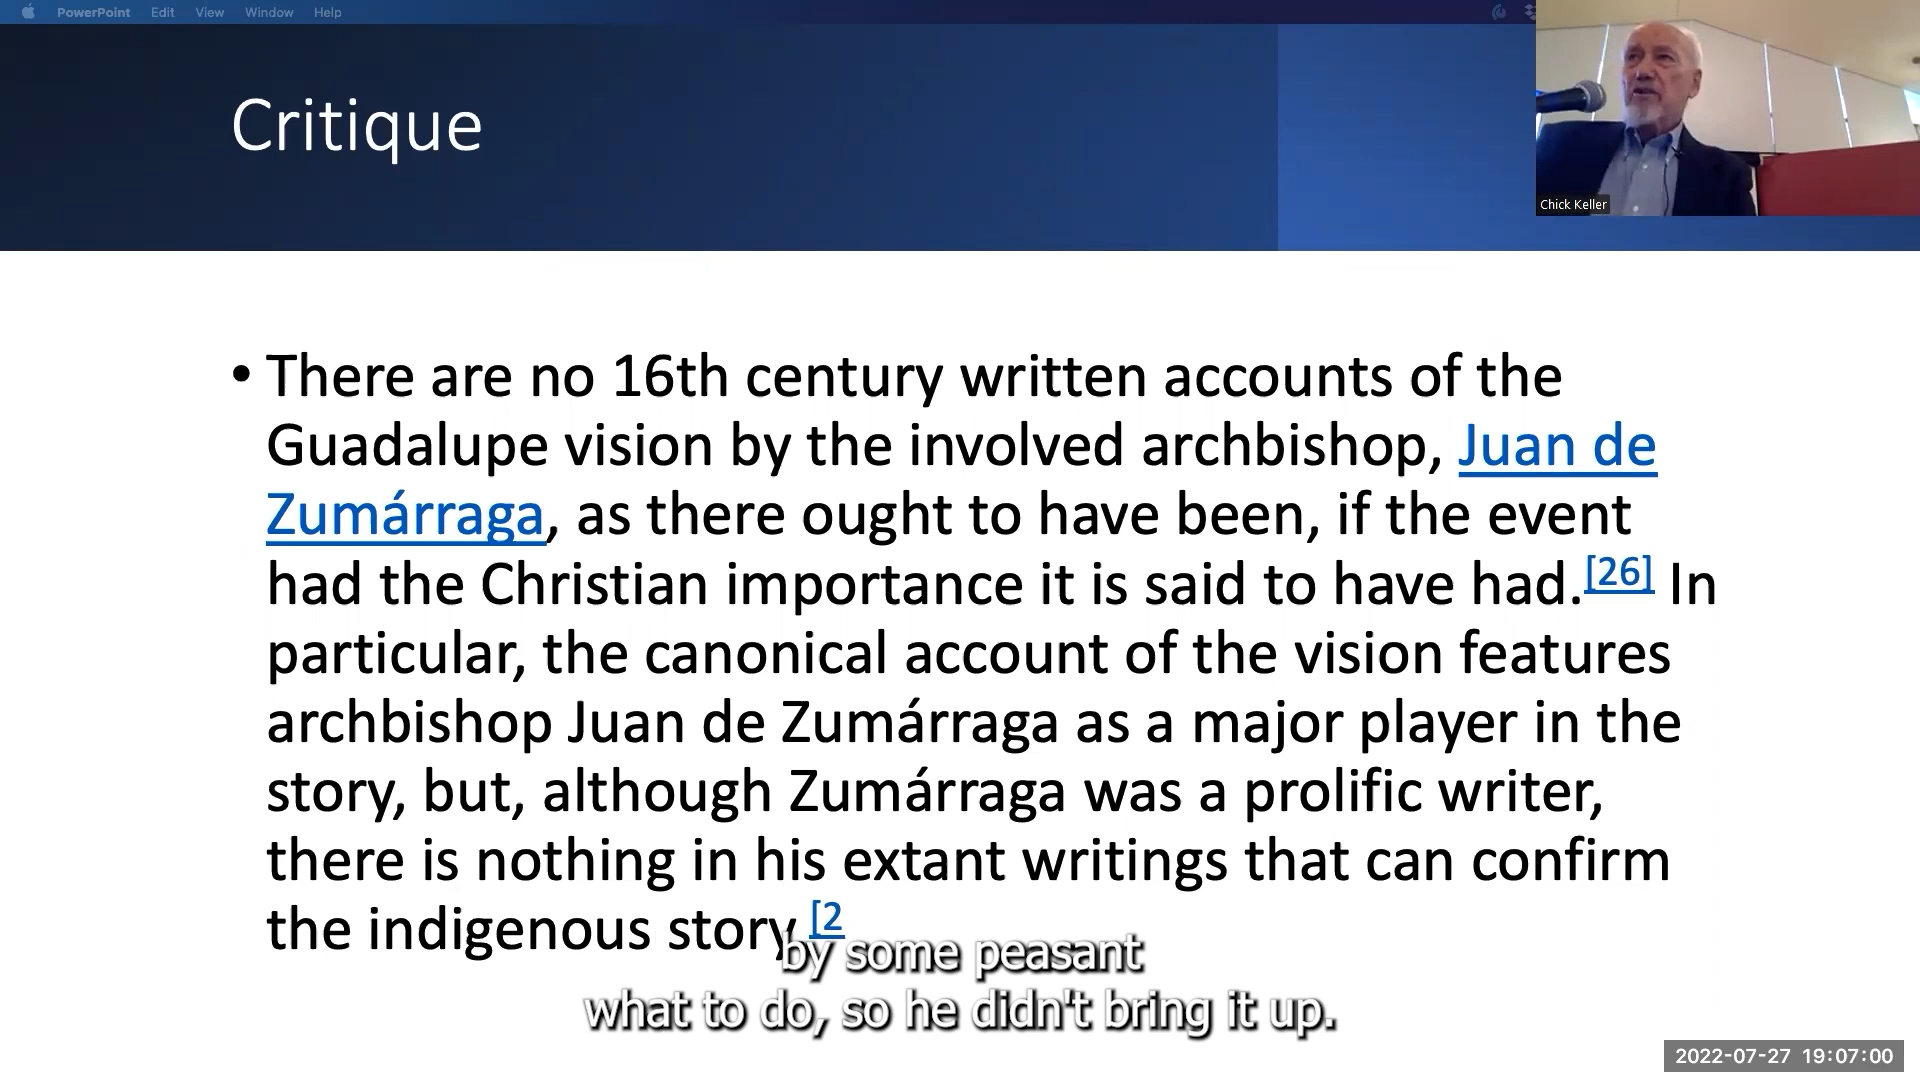 PowerPoint Edit View Window Help
Critique
Chick Keller
• There are no 16th century written accounts of the
Guadalupe vision by the involved archbishop, Juan de
Zumárraga, as there ought to have been, if the event
had the Christian importance it is said to have had.[26] In
particular, the canonical account of the vision features
archbishop Juan de Zumárraga as a major player in the
story, but, although Zumárraga was a prolific writer,
there is nothing in his extant writings that can confirm
the indigenous story.[2
by some peasant
what to do, so he didn't bring it up.
2022-07-27 19:07:00